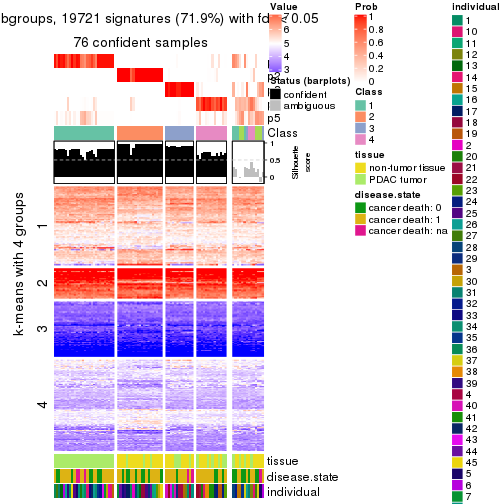 bgroups, 19721 signatures (71.9%) with fd
0.05
76 confident samples
p5
Class
1
0.5
0
Silhouette
score
k-means with 4 groups
1
2
3
4
tissue
disease.state
individual
Value
7
6
5
4
3
Status (barplots)
confident
ambiguous
Prob
1
0.8
0.6
0.4
0.2
0
Class
1
2
3
4
tissue
non-tumor tissue
PDAC tumor
disease.state
cancer death: 0
cancer death: 1
cancer death: na
individual
1
10
11
12
13
14
15
16
17
18
19
2
20
21
22
23
24
25
26
27
28
29
3
30
31
32
33
34
35
36
37
38
39
4
40
41
42
43
44
45
5
6
7